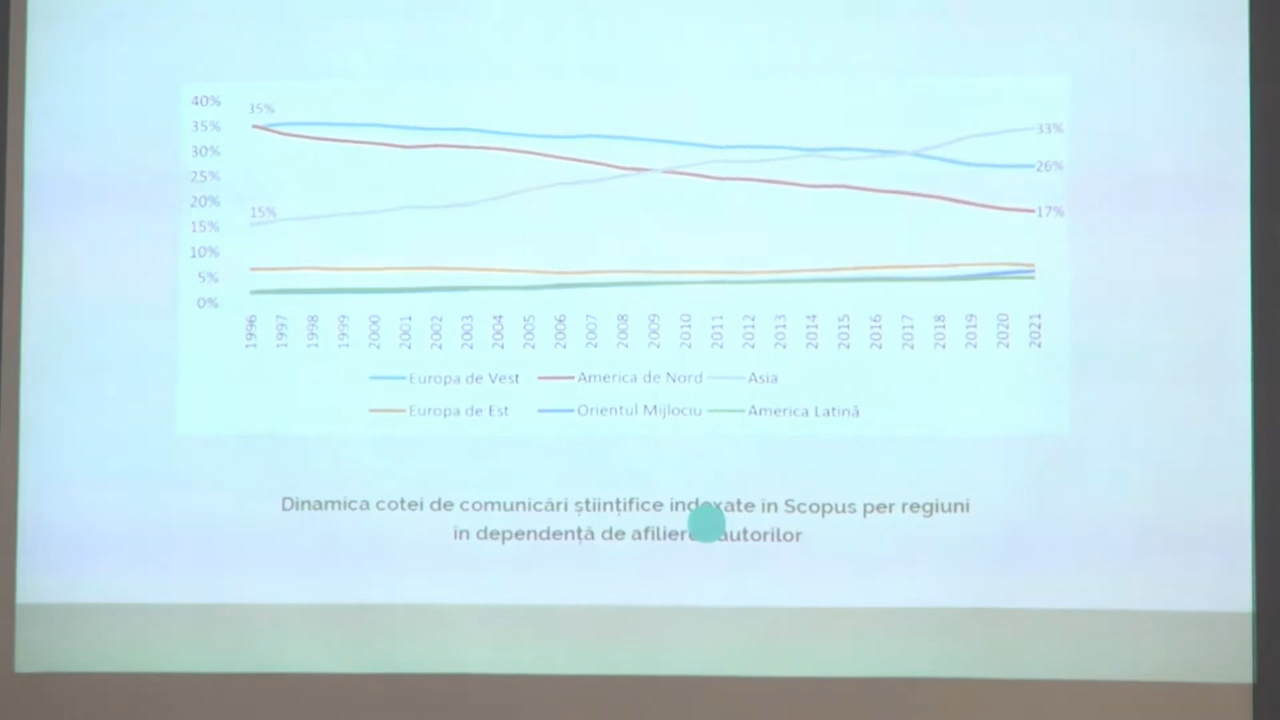 40%
35%
30%
25%
20%
15%
10%
5%
0%
35%
15%
33%
26%
17%
1996 1997 1998 1999 2000 2001 2002 2003 2004 2005 2006 2007 2008 2009 2010 2011 2012 2013 2014 2015 2016 2017 2018 2019 2020 2021
Europa de Vest America de Nord Asia
Europa de Est Orientul Mijlociu America Latină
Dinamica cotei de comunicări științifice indexate în Scopus per regiuni
în dependență de afilierea autorilor